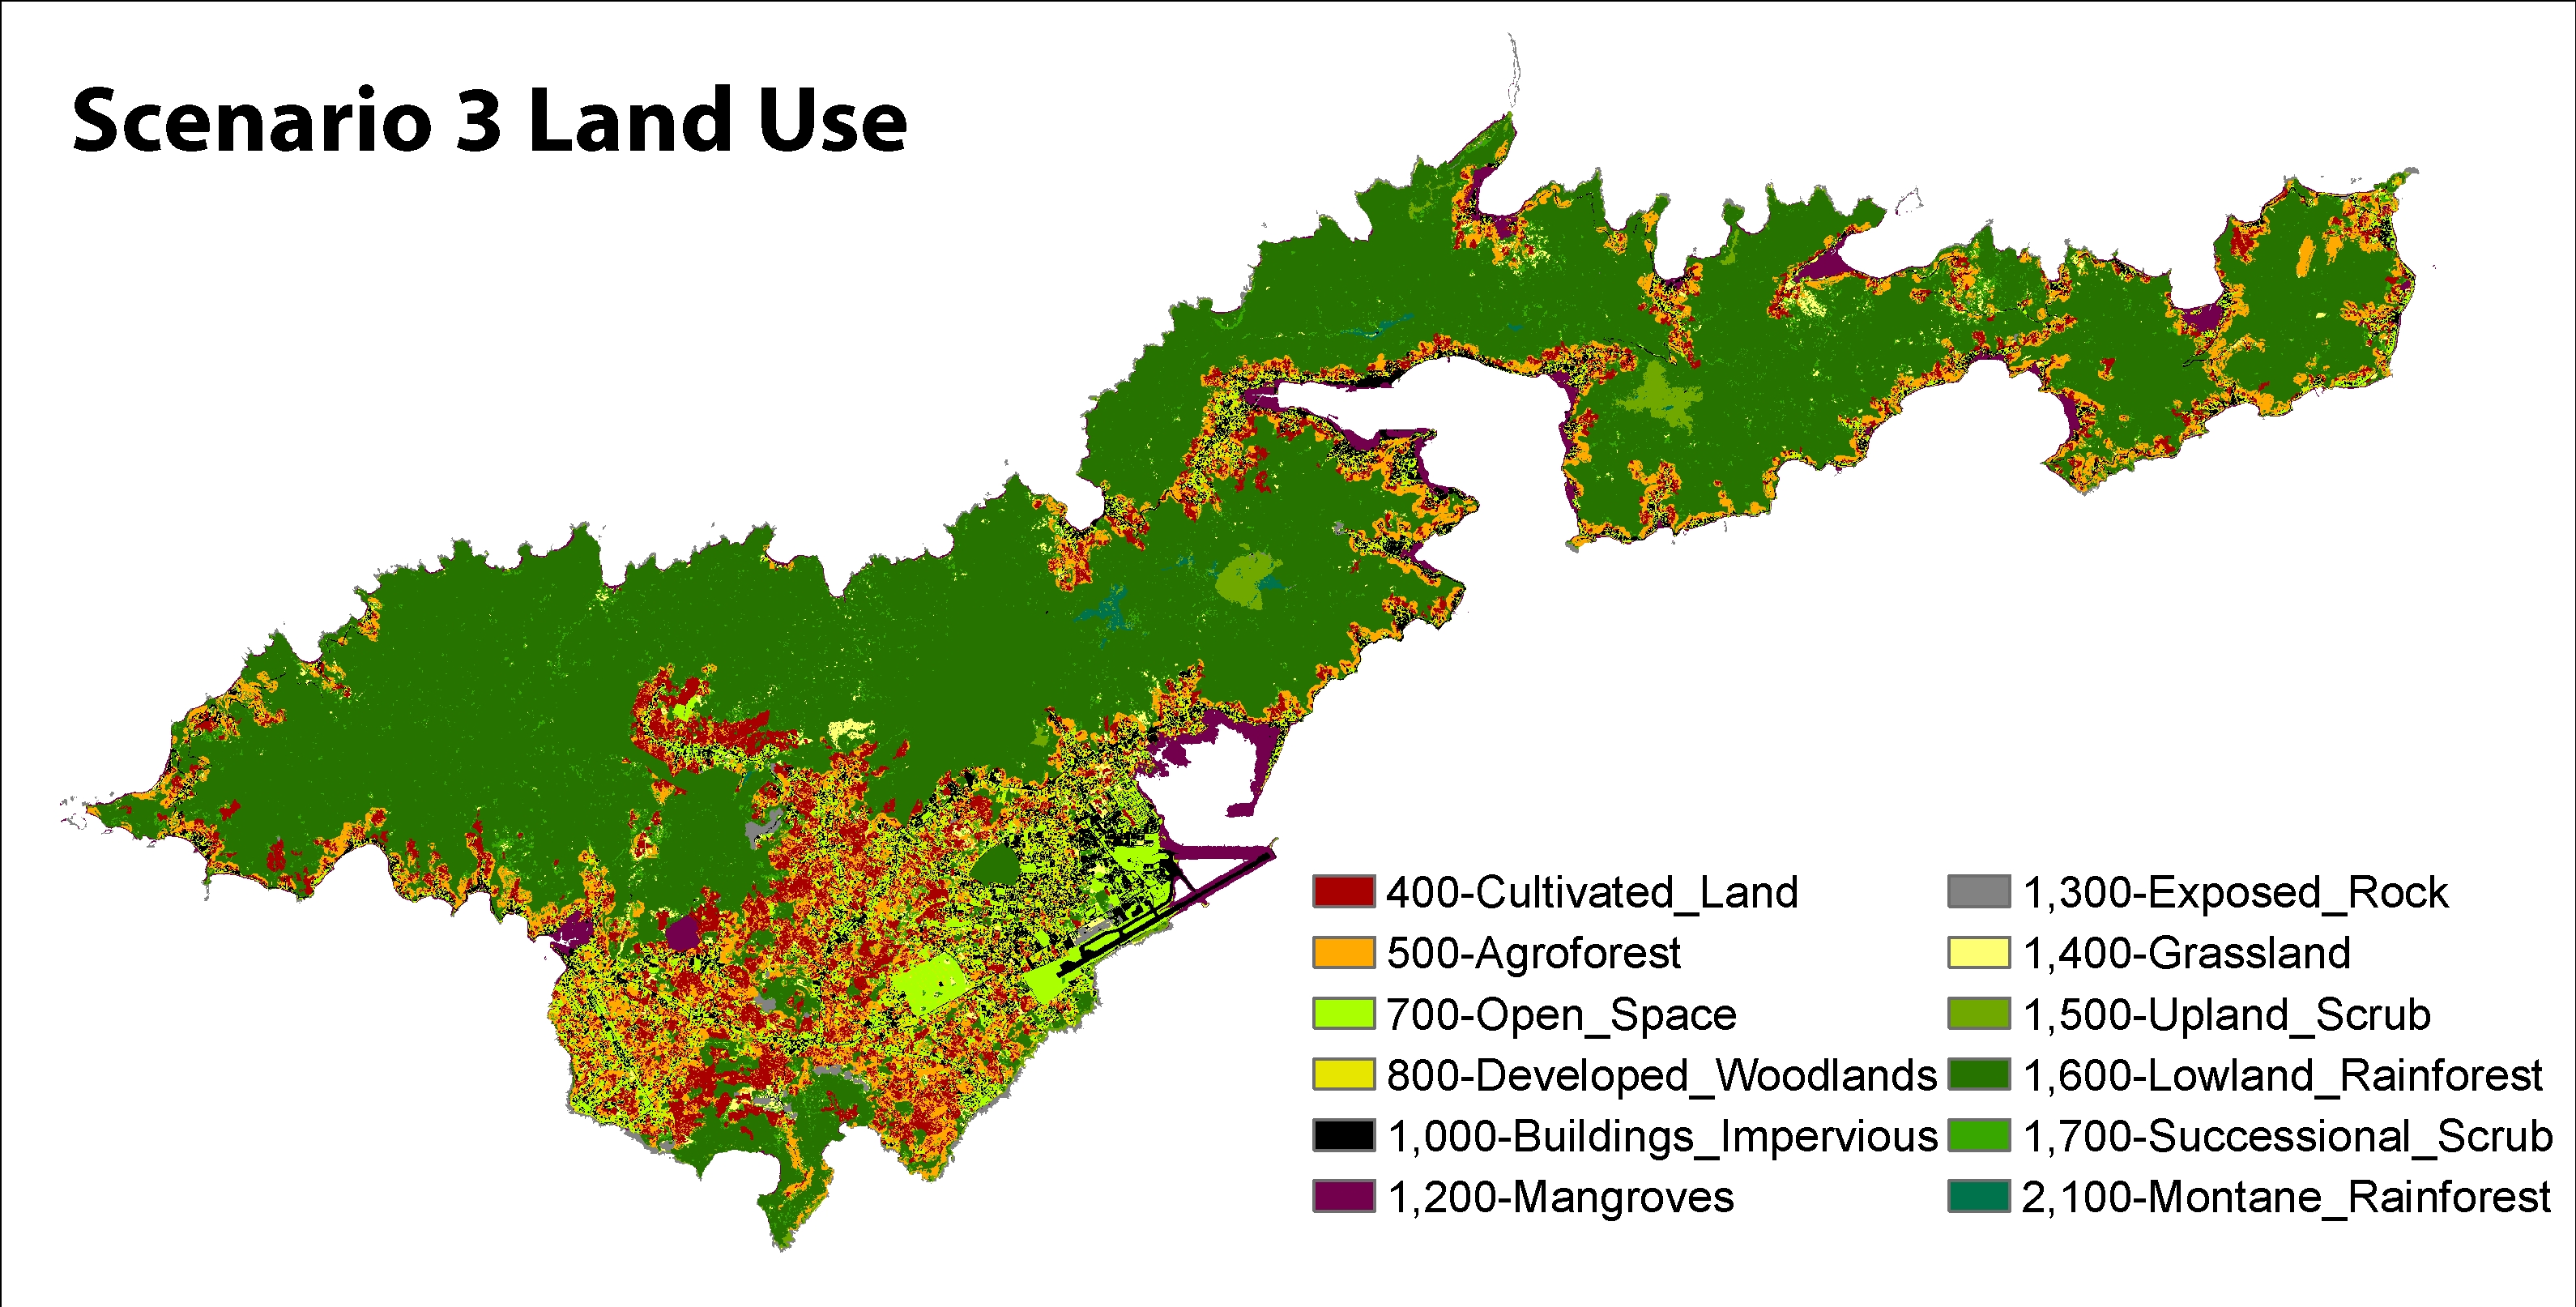 Scenario 3 Land Use
400-Cultivated_Land
500-Agroforest
700-Open_Space
800-Developed_Woodlands
1,000-Buildings_Impervious
1,200-Mangroves
1,300-Exposed_Rock
1,400-Grassland
1,500-Upland_Scrub
1,600-Lowland_Rainforest
1,700-Successional_Scrub
2,100-Montane_Rainforest